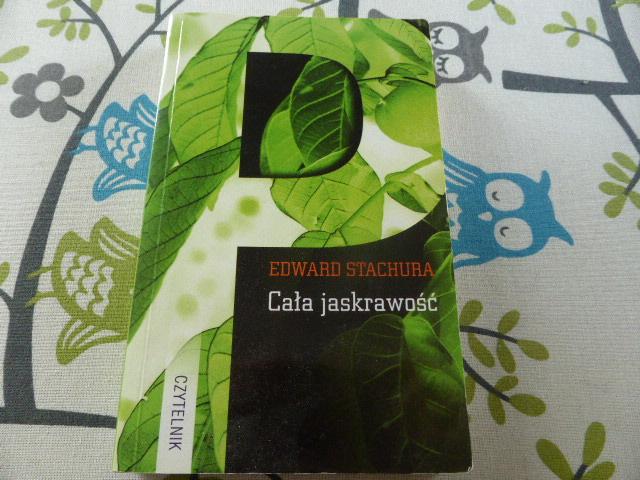 EDWARD STACHURA
Cała jaskrawość
CZYTELNIK